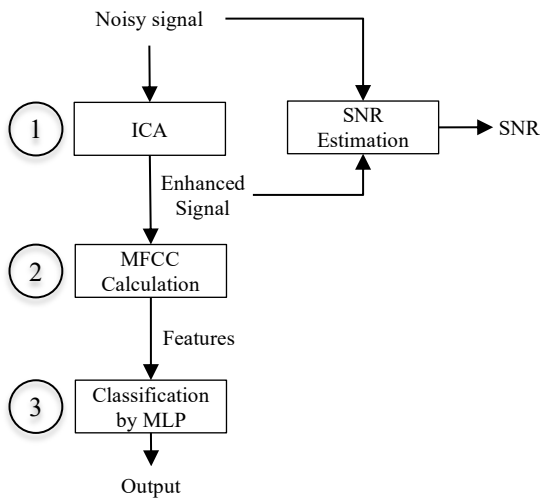 Noisy signal
1
ICA
SNR
Estimation
SNR
Enhanced
Signal
2
MFCC
Calculation
Features
3
Classification
by MLP
Output